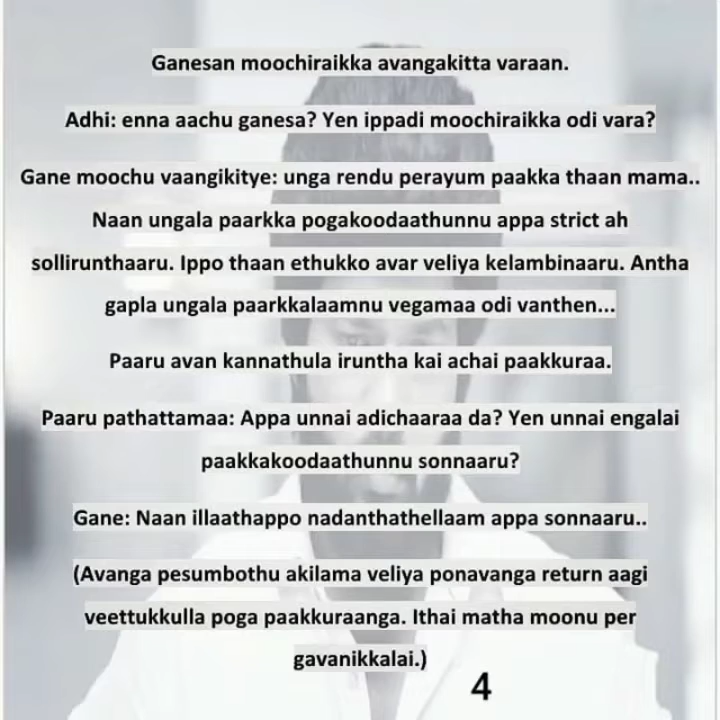 Ganesan moochiraikka avangakitta varaan.
Adhi: enna aachu ganesa? Yen ippadi moochiraikka odi vara?
Gane moochu vaangikitye: unga rendu perayum paakka thaan mama..
Naan ungala paarkka pogakoodaathunnu appa strict ah
sollirunthaaru. Ippo thaan ethukko avar veliya kelambinaaru. Antha
gapla ungala paarkkalaamnu vegamaa odi vanthen...
Paaru avan kannathula iruntha kai achai paakkuraa.
Paaru pathattamaa: Appa unnai adichaaraa da? Yen unnai engalai
paakkakoodaathunnu sonnaaru?
Gane: Naan illaathappo nadanthathellaam appa sonnaaru..
(Avanga pesumbothu akilama veliya ponavanga return aagi
veettukkulla poga paakkuraanga. Ithai matha moonu per
gavanikkalai.)
4